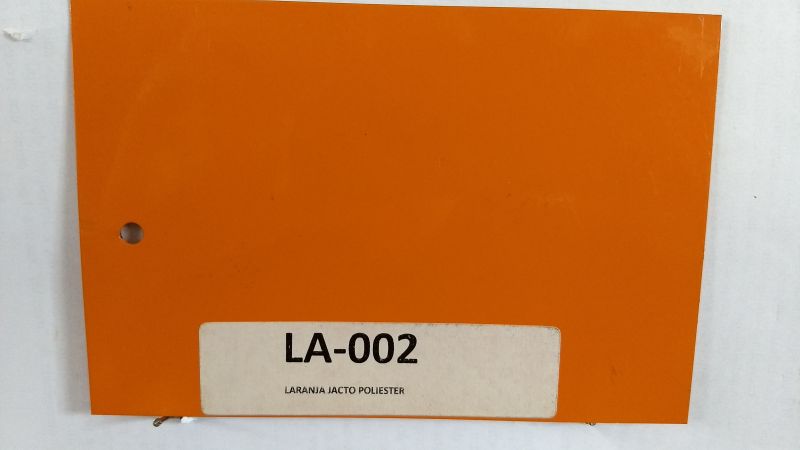 LA-002
LARANJA JACTO POLIESTER